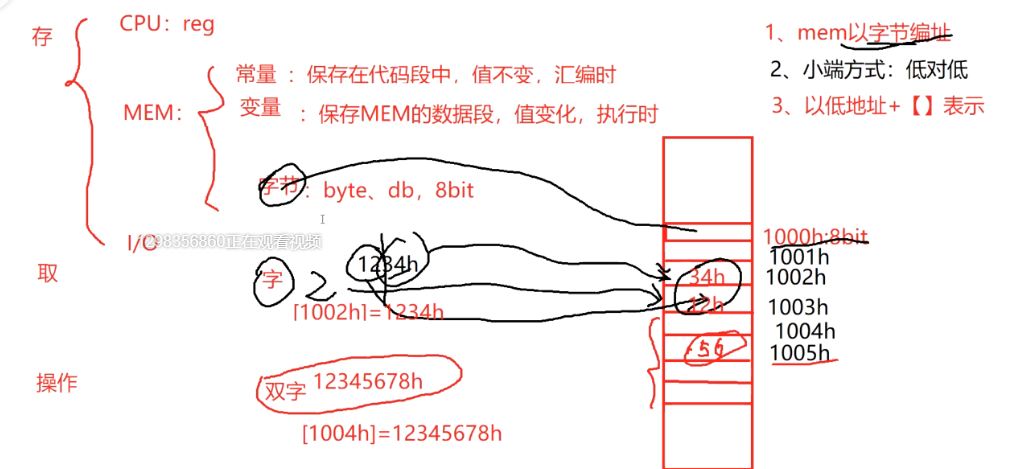 存
CPU：reg
MEM：
常量 ：保存在代码段中，值不变，汇编时
变量 ：保存MEM的数据段，值变化，执行时
字节：byte、db，8bit
I/O
1298356860正在观看视频
取
字 2 1234h
[1002h]=1234h
操作
双字 12345678h
[1004h]=12345678h
1、mem以字节编址
2、小端方式：低对低
3、以低地址+【】表示
1000h:8bit
1001h
34h 1002h
12h 1003h
1004h
56 1005h